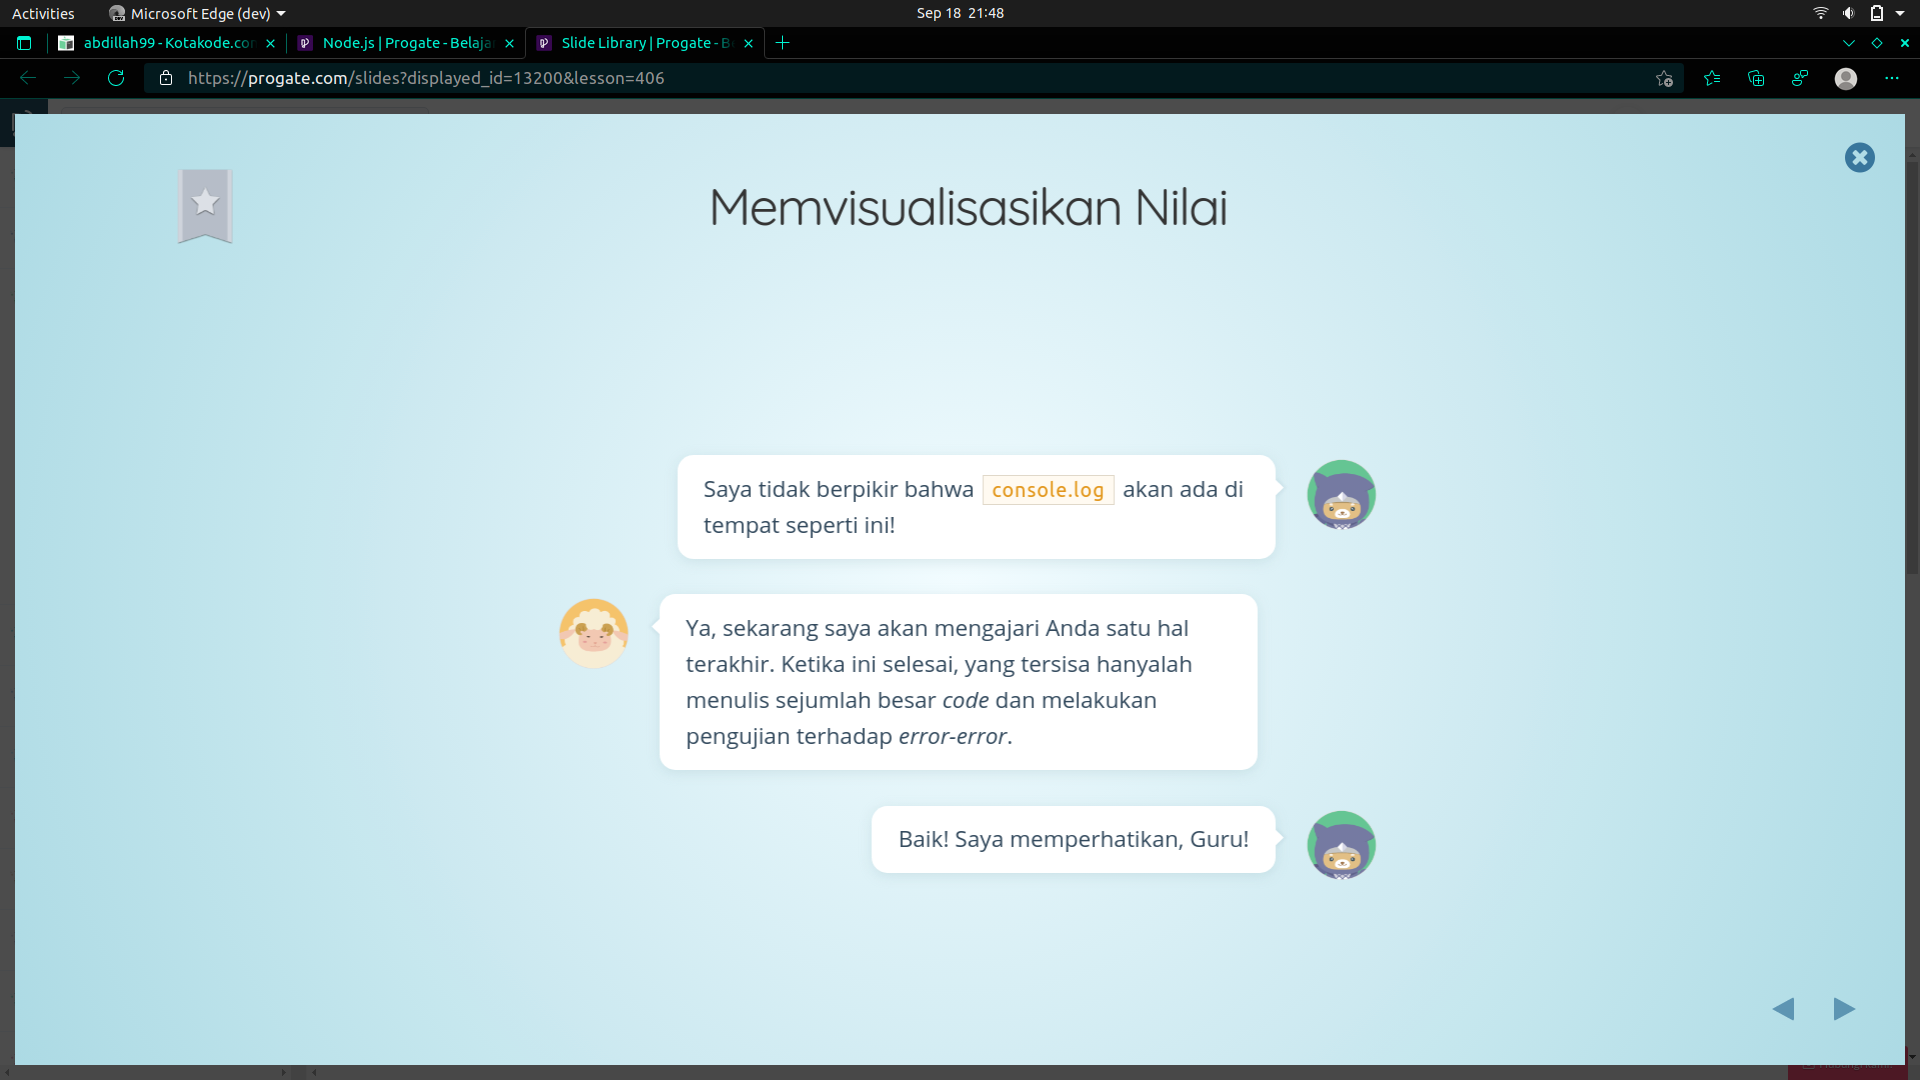 Activities
Microsoft Edge (dev)
Sep 18 21:48
abdillah99 - Kotakode.com
Node.js | Progate - Belaja
Slide Library | Progate - B
https://progate.com/slides?displayed_id=13200&lesson=406
Memvisualisasikan Nilai
Saya tidak berpikir bahwa console.log akan ada di
tempat seperti ini!
Ya, sekarang saya akan mengajari Anda satu hal
terakhir. Ketika ini selesai, yang tersisa hanyalah
menulis sejumlah besar code dan melakukan
pengujian terhadap error-error.
Baik! Saya memperhatikan, Guru!